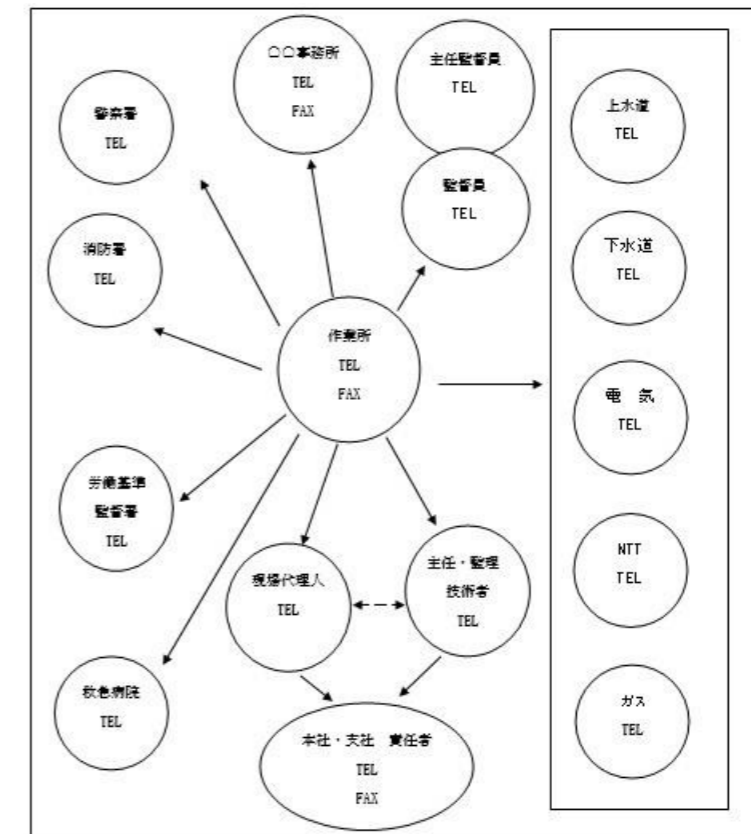 〇〇事務所
TEL
FAX
主任監督員
TEL
警察署
TEL
監督員
TEL
消防署
TEL
作業所
TEL
FAX
労働基準
監督署
TEL
現場代理人
TEL
主任・監理
技術者
TEL
救急病院
TEL
本社・支社　責任者
TEL
FAX
上水道
TEL
下水道
TEL
電　気
TEL
NTT
TEL
ガス
TEL